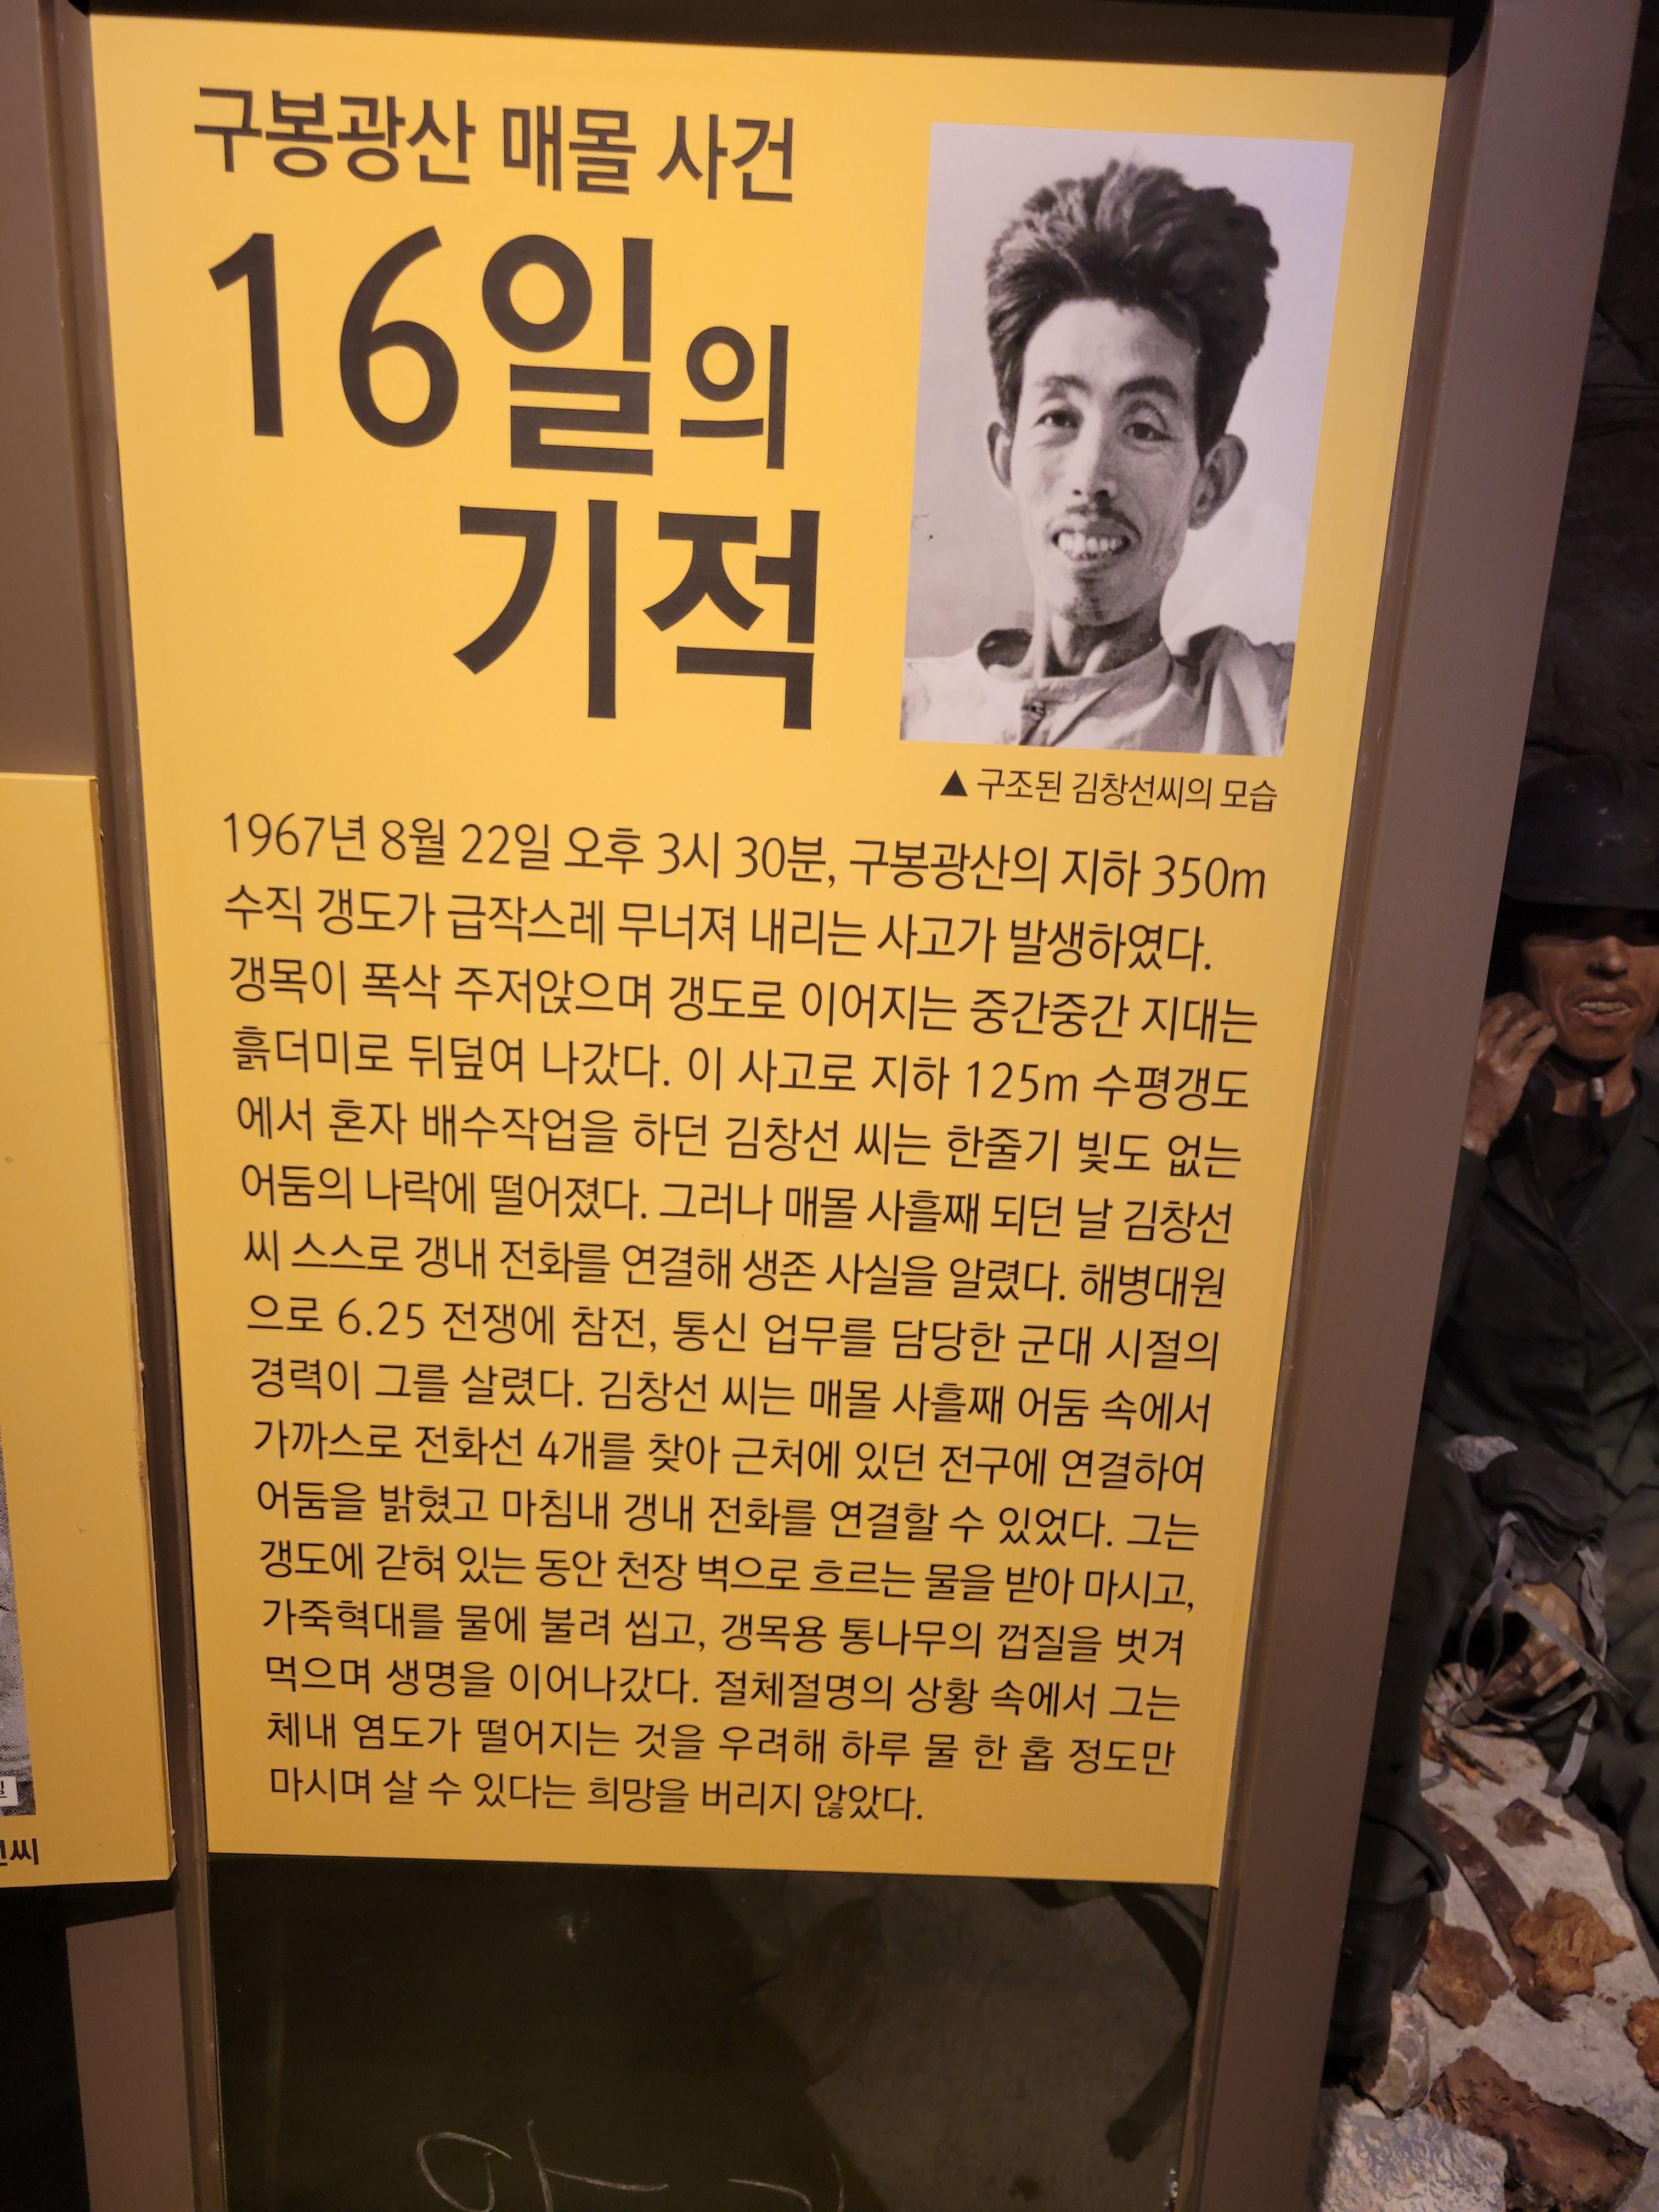 구봉광산 매몰 사건
16일의
기적
▲ 구조된 김창선씨의 모습
1967년 8월 22일 오후 3시 30분, 구봉광산의 지하 350m
수직 갱도가 급작스레 무너져 내리는 사고가 발생하였다.
갱목이 폭삭 주저앉으며 갱도로 이어지는 중간중간 지대는
흙더미로 뒤덮여 나갔다. 이 사고로 지하 125m 수평갱도
에서 혼자 배수작업을 하던 김창선 씨는 한줄기 빛도 없는
어둠의 나락에 떨어졌다. 그러나 매몰 사흘째 되던 날 김창선
씨 스스로 갱내 전화를 연결해 생존 사실을 알렸다. 해병대원
으로 6.25 전쟁에 참전, 통신 업무를 담당한 군대 시절의
경력이 그를 살렸다. 김창선 씨는 매몰 사흘째 어둠 속에서
가까스로 전화선 4개를 찾아 근처에 있던 전구에 연결하여
어둠을 밝혔고 마침내 갱내 전화를 연결할 수 있었다. 그는
갱도에 갇혀 있는 동안 천장 벽으로 흐르는 물을 받아 마시고,
가죽혁대를 물에 불려 씹고, 갱목용 통나무의 껍질을 벗겨
먹으며 생명을 이어나갔다. 절체절명의 상황 속에서 그는
체내 염도가 떨어지는 것을 우려해 하루 물 한 홉 정도만
마시며 살 수 있다는 희망을 버리지 않았다.